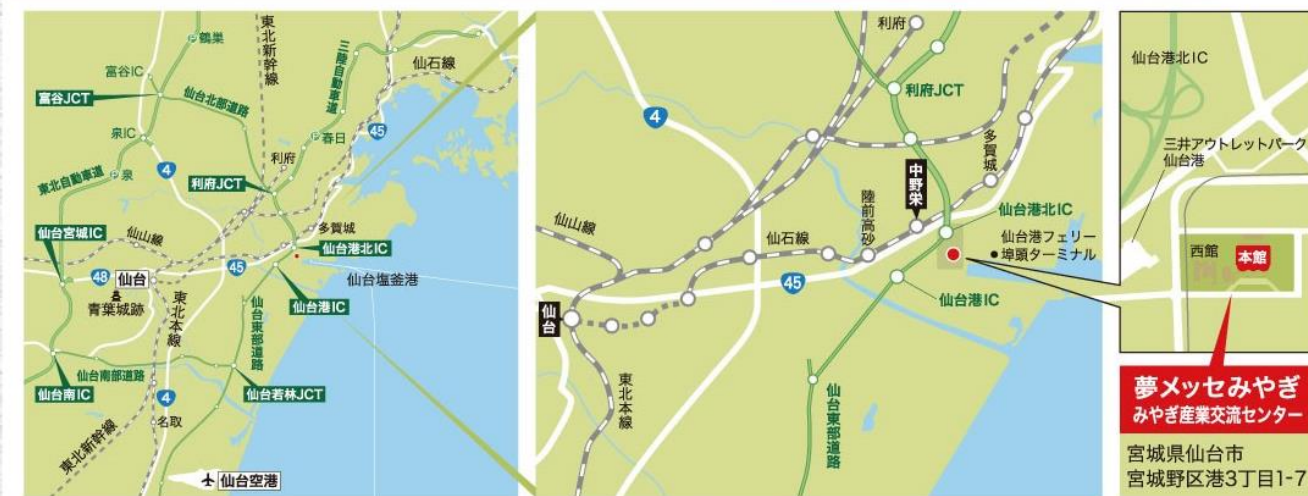 鶴巣
東北新幹線
三陸自動車道
仙石線
富谷IC
富谷JCT
仙台北部道路
45
泉IC
春日
4
利府
東北自動車道
泉
利府JCT
多賀城
仙台宮城IC
仙山線
仙台港北IC
48
仙台
45
仙台塩釜港
青葉城跡
東北本線
仙台港IC
仙台東部道路
仙台南部道路
仙台南IC
仙台若林JCT
4
名取
東北新幹線
仙台空港
利府
利府JCT
4
多賀城
中野栄
陸前高砂
仙台港北IC
仙山線
仙石線
仙台港フェリー
埠頭ターミナル
45
仙台港IC
仙台
東北本線
仙台東部道路
仙台港北IC
三井アウトレットパーク
仙台港
西館
本館
夢メッセみやぎ
みやぎ産業交流センター
宮城県仙台市
宮城野区港3丁目1-7